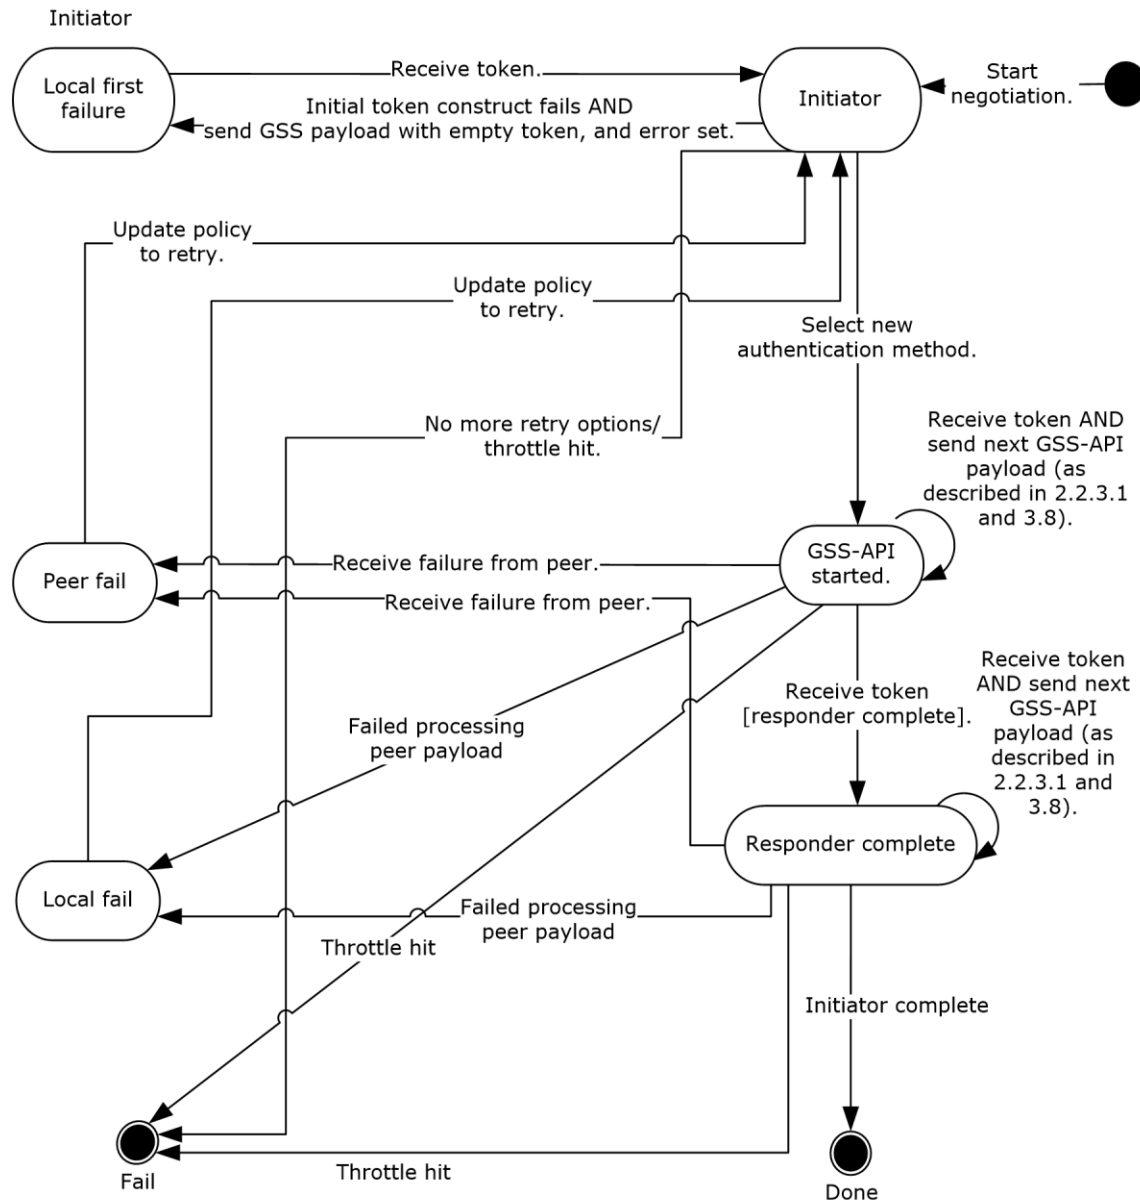 Initiator
Local first
failure
Receive token.
Initial token construct fails AND
send GSS payload with empty token, and error set.
Initiator
Start
negotiation.
Update policy
to retry.
Update policy
to retry.
Select new
authentication method.
No more retry options/
throttle hit.
Receive token AND
send next GSS-API
payload (as
described in 2.2.3.1
and 3.8).
Peer fail
Receive failure from peer.
GSS-API
started.
Receive failure from peer.
Receive token
[responder complete].
Receive token
AND send next
GSS-API
payload (as
described in
2.2.3.1 and
3.8).
Failed processing
peer payload
Responder complete
Local fail
Failed processing
peer payload
Throttle hit
Initiator complete
Fail
Throttle hit
Done